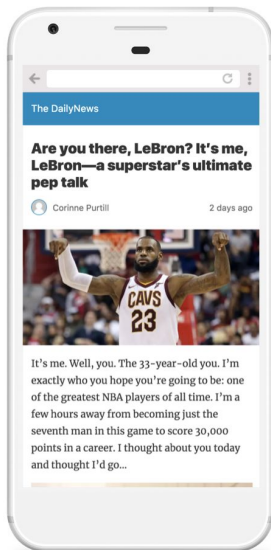 The DailyNews
Are you there, LeBron? It's me,
LeBron—a superstar's ultimate
pep talk
Corinne Purtill
2 days ago
CAVS
23
It's me. Well, you. The 33-year-old you. I'm
exactly who you hope you're going to be: one
of the greatest NBA players of all time. I'm a
few hours away from becoming just the
seventh man in this game to score 30,000
points in a career. I thought about you today
and thought I'd go...